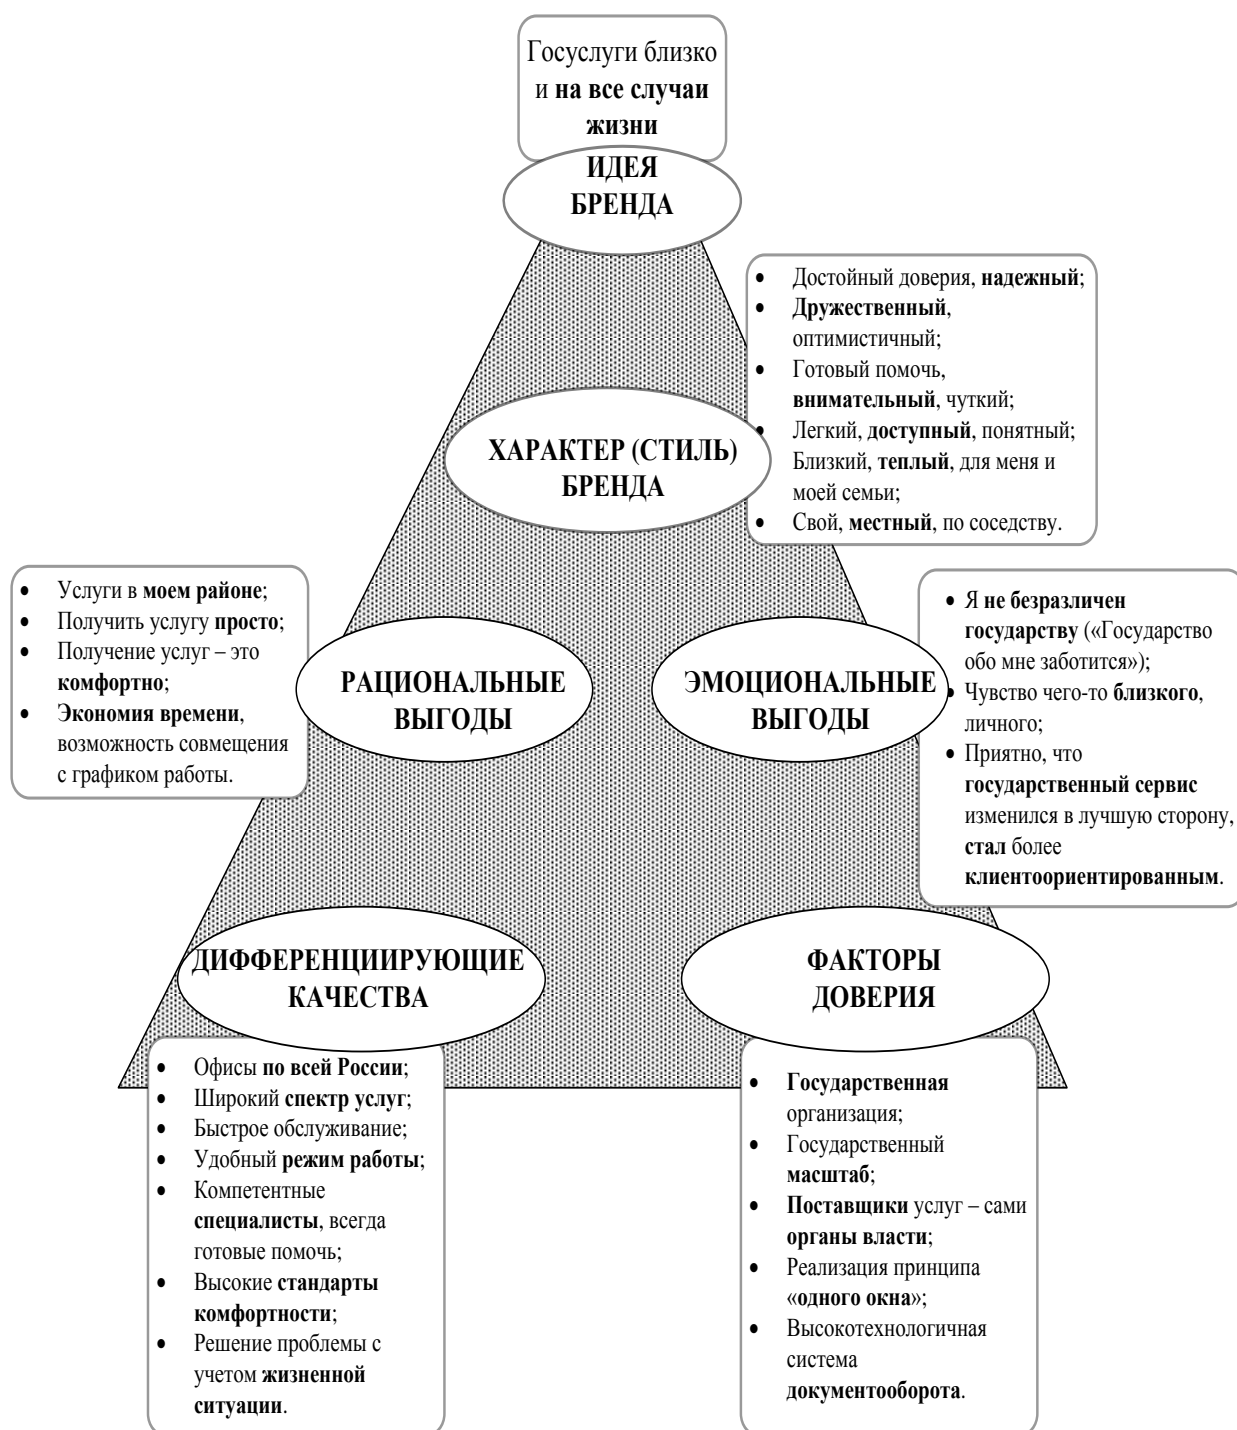 Госуслуги близко
и на все случаи
жизни
ИДЕЯ
БРЕНДА
• Достойный доверия, надежный;
• Дружественный,
оптимистичный;
• Готовый помочь,
внимательный, чуткий;
• Легкий, доступный, понятный;
Близкий, теплый, для меня и
моей семьи;
• Свой, местный, по соседству.
ХАРАКТЕР (СТИЛЬ)
БРЕНДА
• Услуги в моем районе;
• Получить услугу просто;
• Получение услуг – это
комфортно;
• Экономия времени,
возможность совмещения
с графиком работы.
РАЦИОНАЛЬНЫЕ
ВЫГОДЫ
ЭМОЦИОНАЛЬНЫЕ
ВЫГОДЫ
• Я не безразличен
государству («Государство
обо мне заботится»);
• Чувство чего-то близкого,
личного;
• Приятно, что
государственный сервис
изменился в лучшую сторону,
стал более
клиентоориентированным.
ДИФФЕРЕНЦИИРУЮЩИЕ
КАЧЕСТВА
• Офисы по всей России;
• Широкий спектр услуг;
• Быстрое обслуживание;
• Удобный режим работы;
• Компетентные
специалисты, всегда
готовые помочь;
• Высокие стандарты
комфортности;
• Решение проблемы с
учетом жизненной
ситуации.
ФАКТОРЫ
ДОВЕРИЯ
• Государственная
организация;
• Государственный
масштаб;
• Поставщики услуг – сами
органы власти;
• Реализация принципа
«одного окна»;
• Высокотехнологичная
система
документооборота.